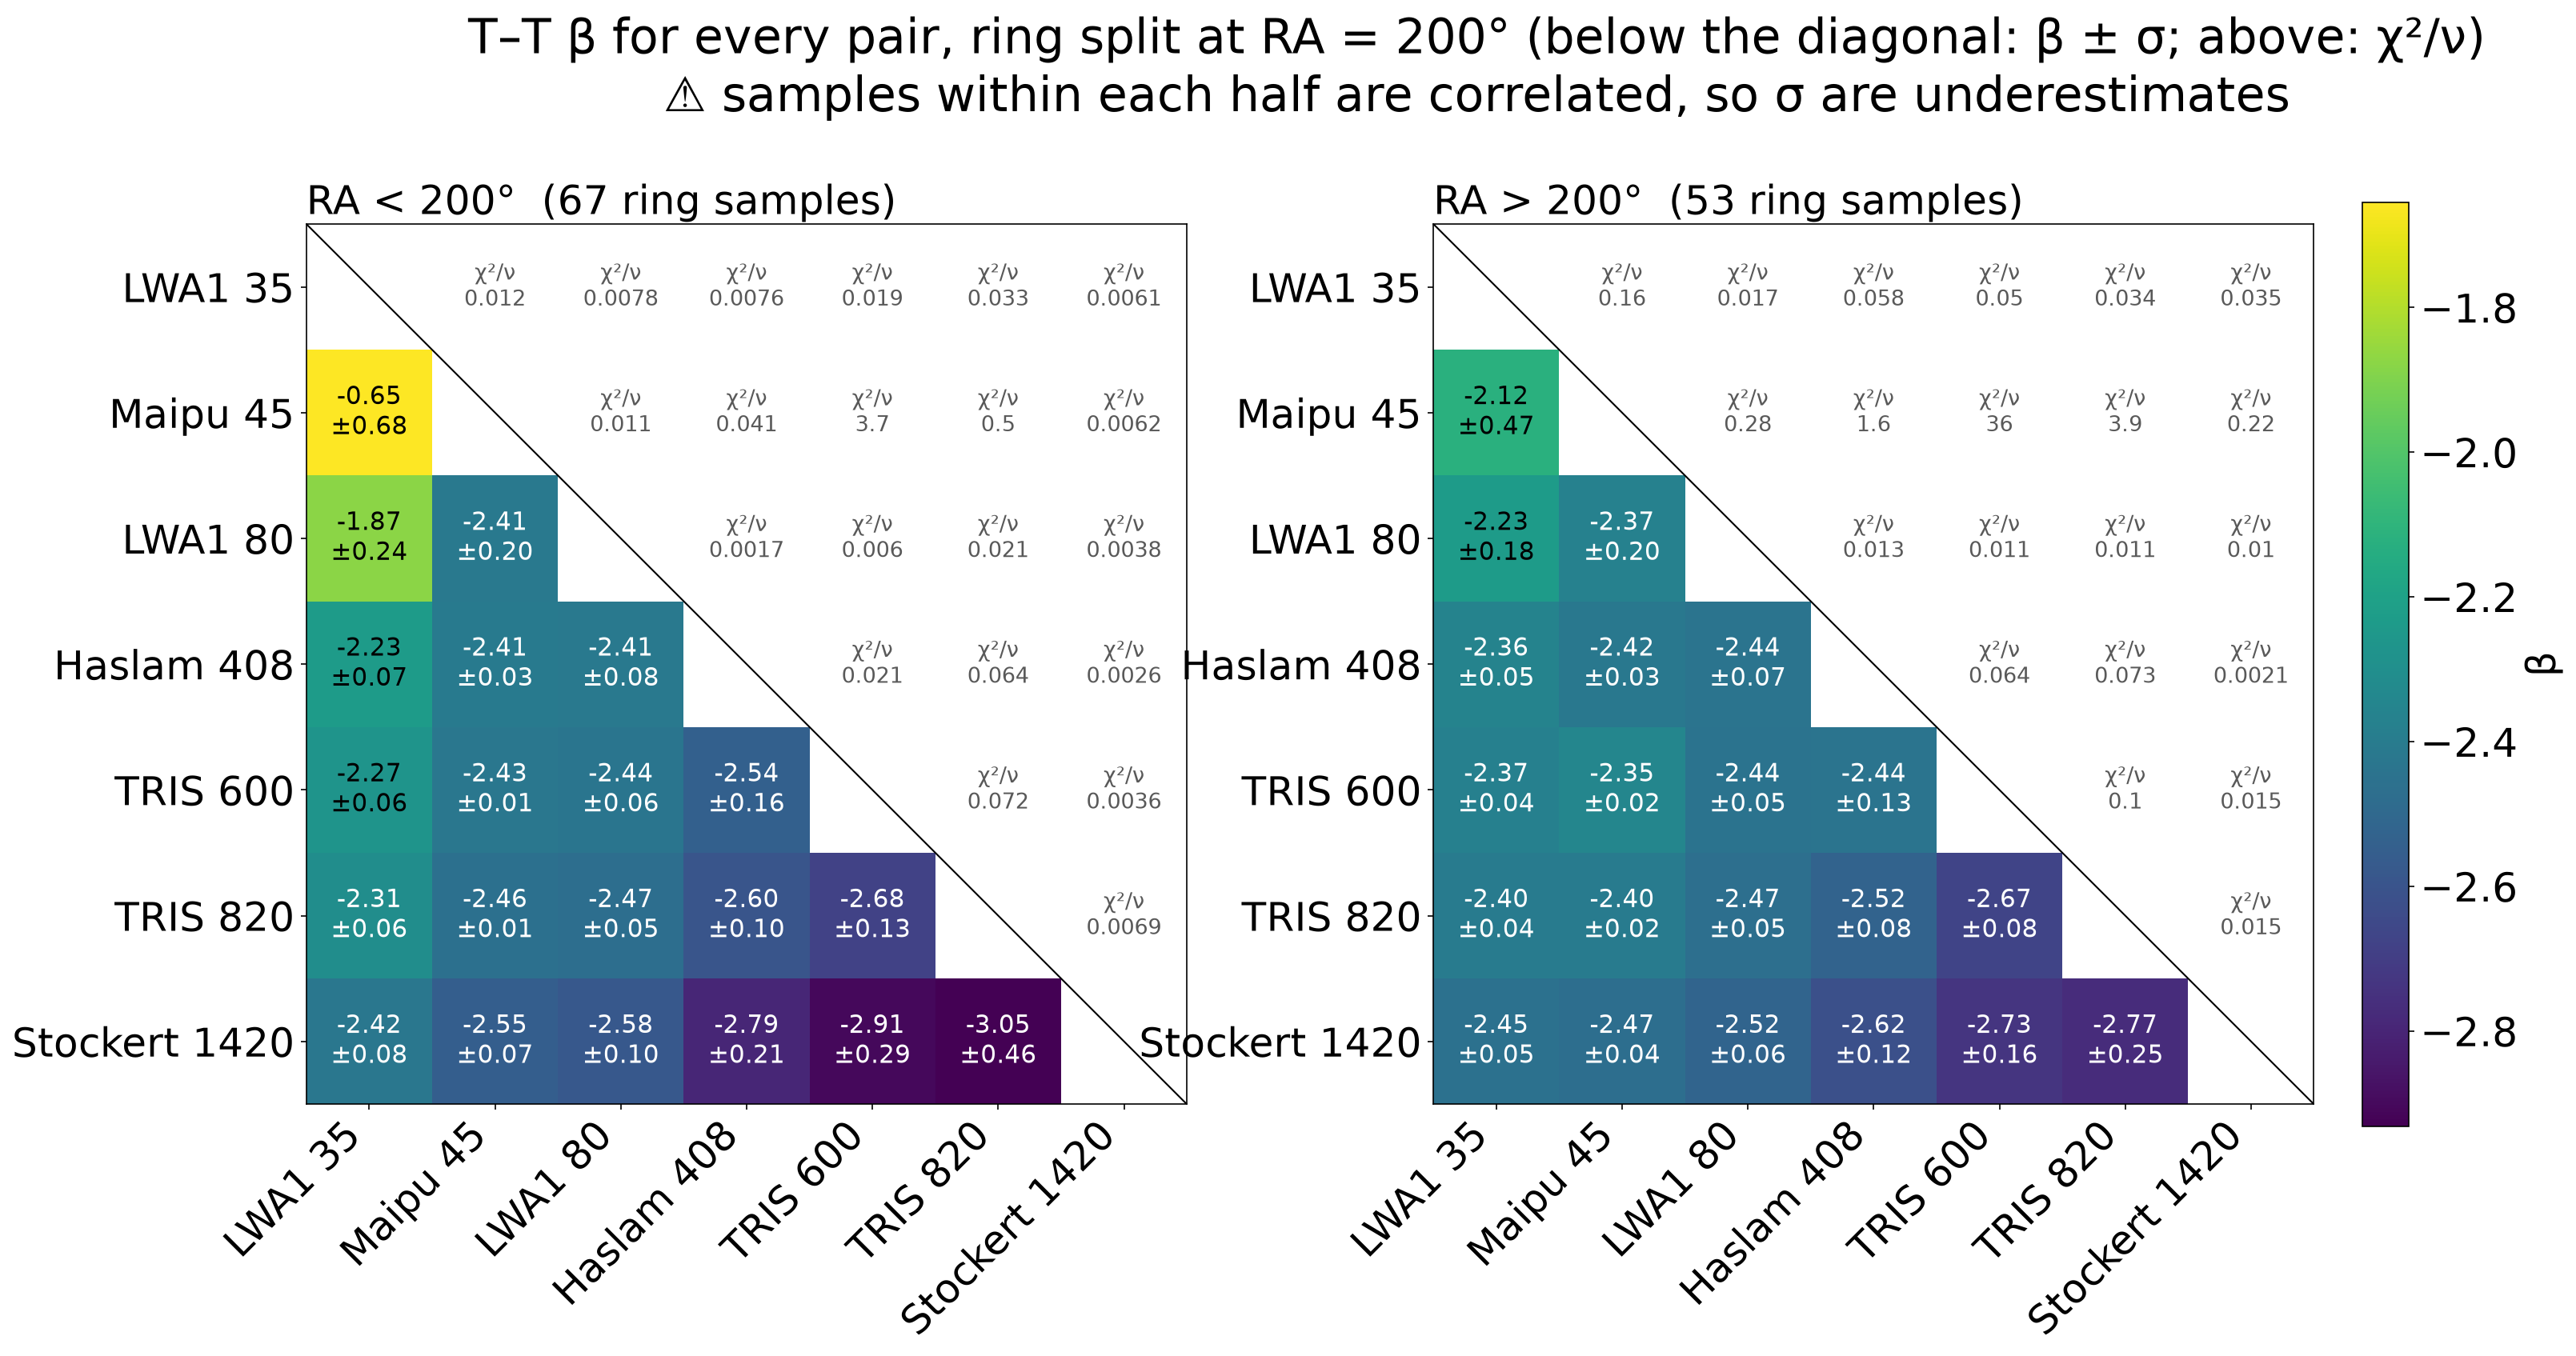 T–T β for every pair, ring split at RA = 200° (below the diagonal: β ± σ; above: χ²/ν)
⚠ samples within each half are correlated, so σ are underestimates
RA < 200°  (67 ring samples)
LWA1 35
χ²/ν χ²/ν χ²/ν χ²/ν χ²/ν χ²/ν
0.012 0.0078 0.0076 0.019 0.033 0.0061
Maipu 45
-0.65 χ²/ν χ²/ν χ²/ν χ²/ν χ²/ν
±0.68 0.011 0.041 3.7 0.5 0.0062
LWA1 80
-1.87 -2.41 χ²/ν χ²/ν χ²/ν χ²/ν
±0.24 ±0.20 0.0017 0.006 0.021 0.0038
Haslam 408
-2.23 -2.41 -2.41 χ²/ν χ²/ν χ²/ν
±0.07 ±0.03 ±0.08 0.021 0.064 0.0026
TRIS 600
-2.27 -2.43 -2.44 -2.54 χ²/ν χ²/ν
±0.06 ±0.01 ±0.06 ±0.16 0.072 0.0036
TRIS 820
-2.31 -2.46 -2.47 -2.60 -2.68 χ²/ν
±0.06 ±0.01 ±0.05 ±0.10 ±0.13 0.0069
Stockert 1420
-2.42 -2.55 -2.58 -2.79 -2.91 -3.05
±0.08 ±0.07 ±0.10 ±0.21 ±0.29 ±0.46
LWA1 35
Maipu 45
LWA1 80
Haslam 408
TRIS 600
TRIS 820
Stockert 1420
RA > 200°  (53 ring samples)
LWA1 35
χ²/ν χ²/ν χ²/ν χ²/ν χ²/ν χ²/ν
0.16 0.017 0.058 0.05 0.034 0.035
Maipu 45
-2.12 χ²/ν χ²/ν χ²/ν χ²/ν χ²/ν
±0.47 0.28 1.6 36 3.9 0.22
LWA1 80
-2.23 -2.37 χ²/ν χ²/ν χ²/ν χ²/ν
±0.18 ±0.20 0.013 0.011 0.011 0.01
Haslam 408
-2.36 -2.42 -2.44 χ²/ν χ²/ν χ²/ν
±0.05 ±0.03 ±0.07 0.064 0.073 0.0021
TRIS 600
-2.37 -2.35 -2.44 -2.44 χ²/ν χ²/ν
±0.04 ±0.02 ±0.05 ±0.13 0.1 0.015
TRIS 820
-2.40 -2.40 -2.47 -2.52 -2.67 χ²/ν
±0.04 ±0.02 ±0.05 ±0.08 ±0.08 0.015
Stockert 1420
-2.45 -2.47 -2.52 -2.62 -2.73 -2.77
±0.05 ±0.04 ±0.06 ±0.12 ±0.16 ±0.25
LWA1 35
Maipu 45
LWA1 80
Haslam 408
TRIS 600
TRIS 820
Stockert 1420
−1.8
−2.0
−2.2
−2.4
−2.6
−2.8
β